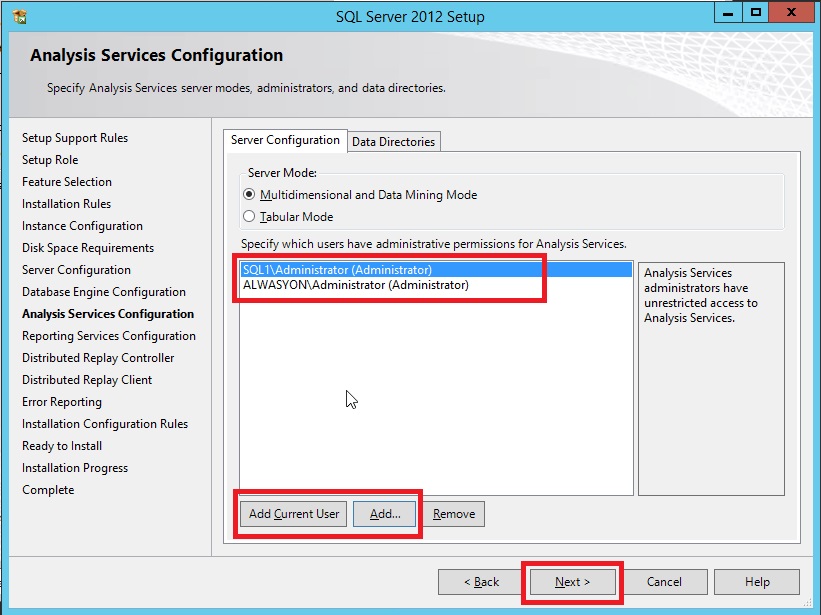 SQL Server 2012 Setup
Analysis Services Configuration
Specify Analysis Services server modes, administrators, and data directories.
Setup Support Rules
Setup Role
Feature Selection
Installation Rules
Instance Configuration
Disk Space Requirements
Server Configuration
Database Engine Configuration
Analysis Services Configuration
Reporting Services Configuration
Distributed Replay Controller
Distributed Replay Client
Error Reporting
Installation Configuration Rules
Ready to Install
Installation Progress
Complete
Server Configuration Data Directories
Server Mode:
Multidimensional and Data Mining Mode
Tabular Mode
Specify which users have administrative permissions for Analysis Services.
SQL1\Administrator (Administrator)
ALWASYON\Administrator (Administrator)
Analysis Services
administrators have
unrestricted access to
Analysis Services.
Add Current User Add... Remove
< Back Next > Cancel Help